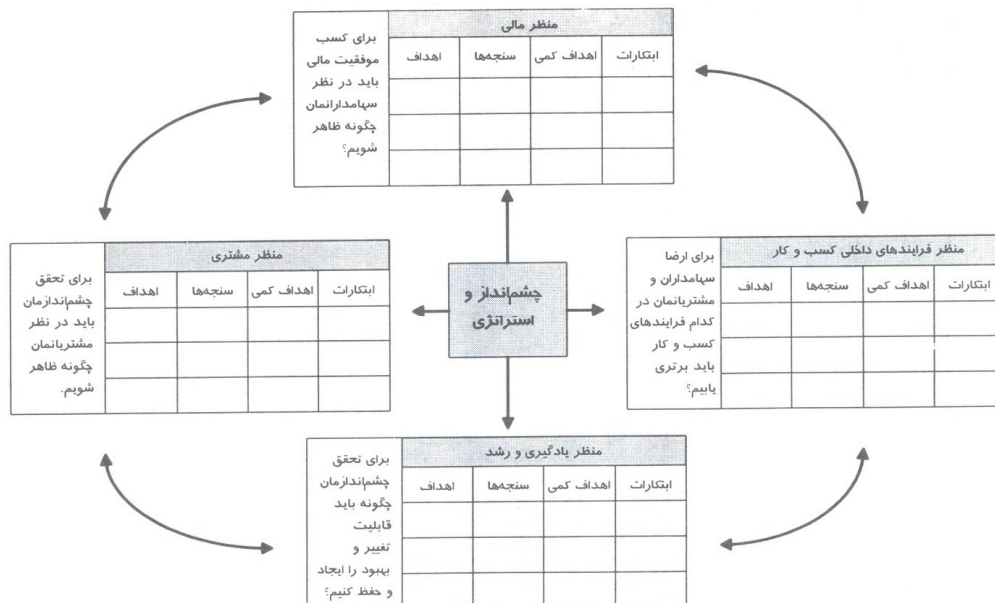 منظر مالی
برای کسب
موفقیت مالی
باید در نظر
سهامدارانمان
چگونه ظاهر
شویم؟
اهداف
سنجه‌ها
اهداف کمی
ابتکارات
منظر مشتری
برای تحقق
چشم‌اندازمان
باید در نظر
مشتریانمان
چگونه ظاهر
شویم.
اهداف
سنجه‌ها
اهداف کمی
ابتکارات
چشم‌انداز و
استراتژی
منظر فرایندهای داخلی کسب و کار
برای ارضا
سهامداران و
مشتریانمان در
کدام فرایندهای
کسب و کار
باید برتری
یابیم؟
اهداف
سنجه‌ها
اهداف کمی
ابتکارات
منظر یادگیری و رشد
برای تحقق
چشم‌اندازمان
چگونه باید
قابلیت
تغییر و
بهبود را ایجاد
و حفظ کنیم؟
اهداف
سنجه‌ها
اهداف کمی
ابتکارات